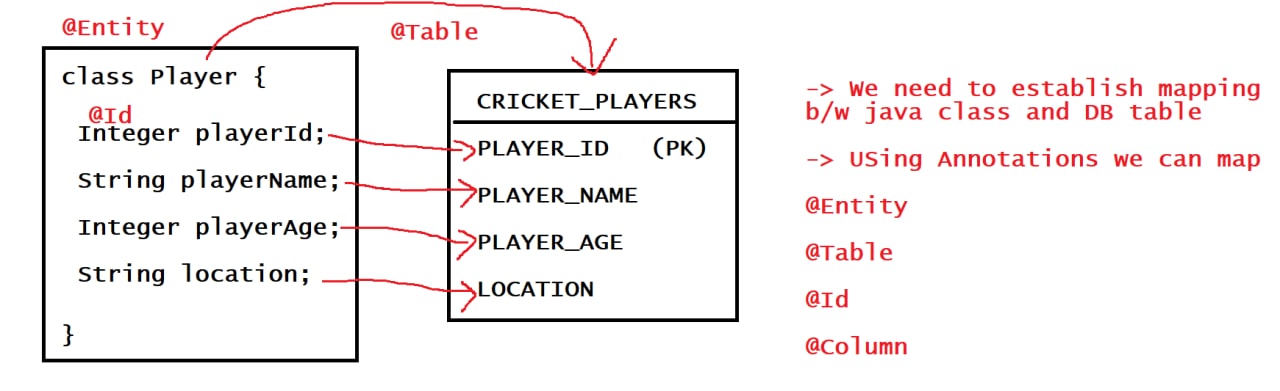 @Entity
@Table
class Player {
@Id
Integer playerId;
String playerName;
Integer playerAge;
String location;
}
CRICKET_PLAYERS
PLAYER_ID (PK)
PLAYER_NAME
PLAYER_AGE
LOCATION
-> We need to establish mapping
b/w java class and DB table
-> USing Annotations we can map
@Entity
@Table
@Id
@Column